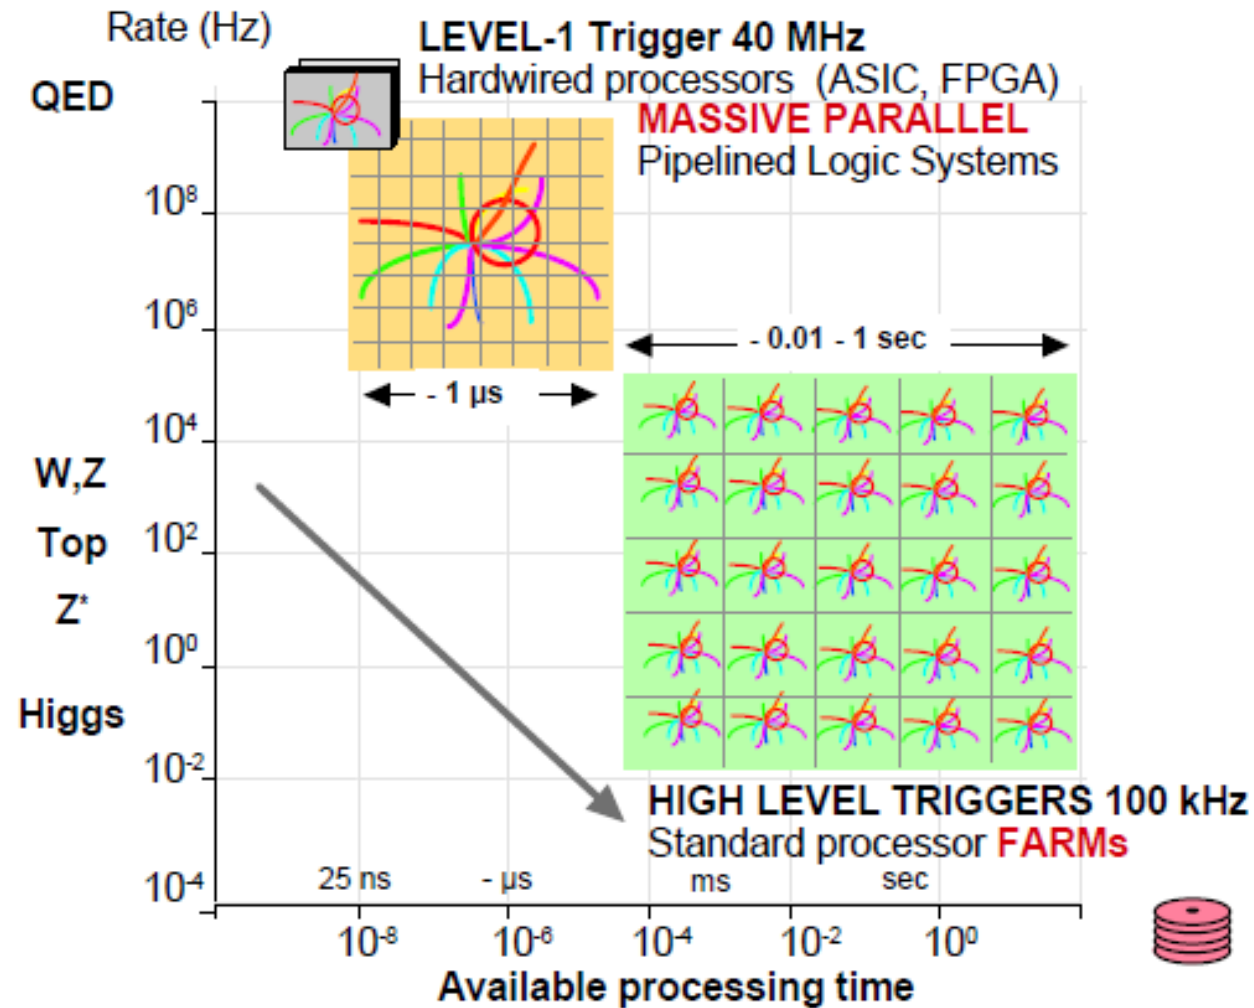 Rate (Hz)
LEVEL-1 Trigger 40 MHz
Hardwired processors (ASIC, FPGA)
MASSIVE PARALLEL
Pipelined Logic Systems
QED
10⁸
10⁶
- 0.01 - 1 sec
- 1 µs
10⁴
W,Z
Top
10²
Z*
10⁰
Higgs
10⁻²
HIGH LEVEL TRIGGERS 100 kHz
Standard processor FARMs
10⁻⁴
25 ns
- µs
ms
sec
10⁻⁸
10⁻⁶
10⁻⁴
10⁻²
10⁰
Available processing time